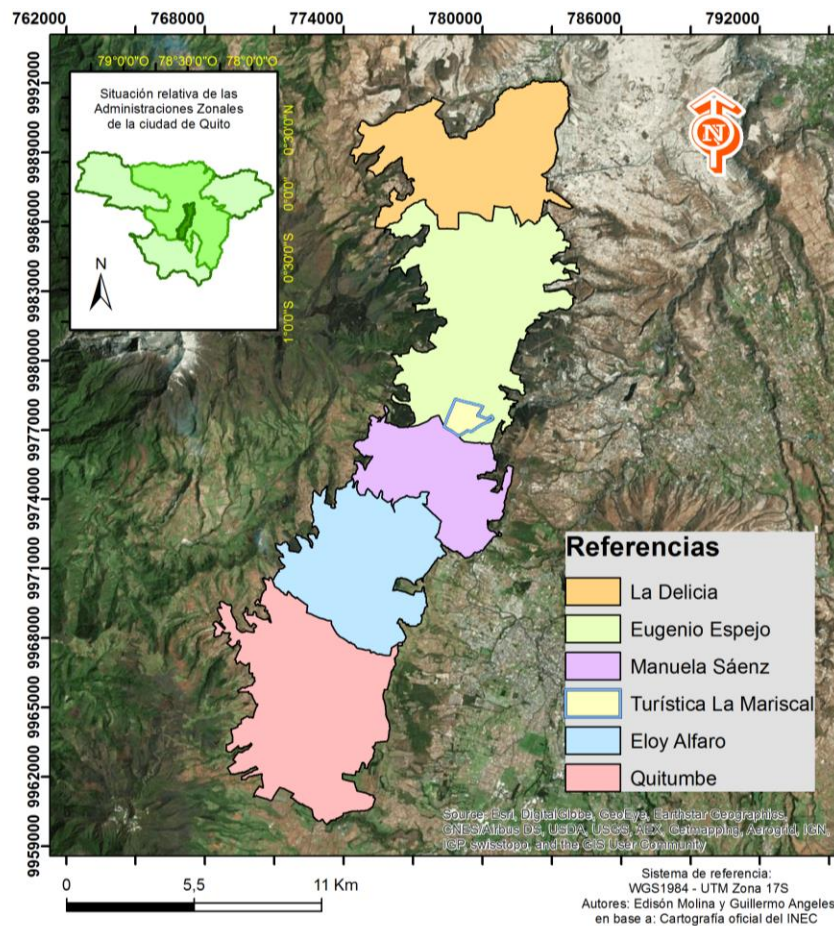 762000 768000 774000 780000 786000 792000
9992000
9989000
9986000
9983000
9980000
9977000
9974000
9971000
9968000
9965000
9962000
9959000
79°0'0"O 78°30'0"O 78°0'0"O
Situación relativa de las
Administraciones Zonales
de la ciudad de Quito
0°30'0"N
0°0'0"
0°30'0"S
1°0'0"S
N
N
Referencias
La Delicia
Eugenio Espejo
Manuela Sáenz
Turística La Mariscal
Eloy Alfaro
Quitumbe
Source: Esri, DigitalGlobe, GeoEye, Earthstar Geographics,
CNES/Airbus DS, USDA, USGS, AEX, Getmapping, Aerogrid, IGN,
IGP, swisstopo, and the GIS User Community
0 5,5 11 Km
Sistema de referencia:
WGS1984 - UTM Zona 17S
Autores: Edisón Molina y Guillermo Angeles
en base a: Cartografía oficial del INEC